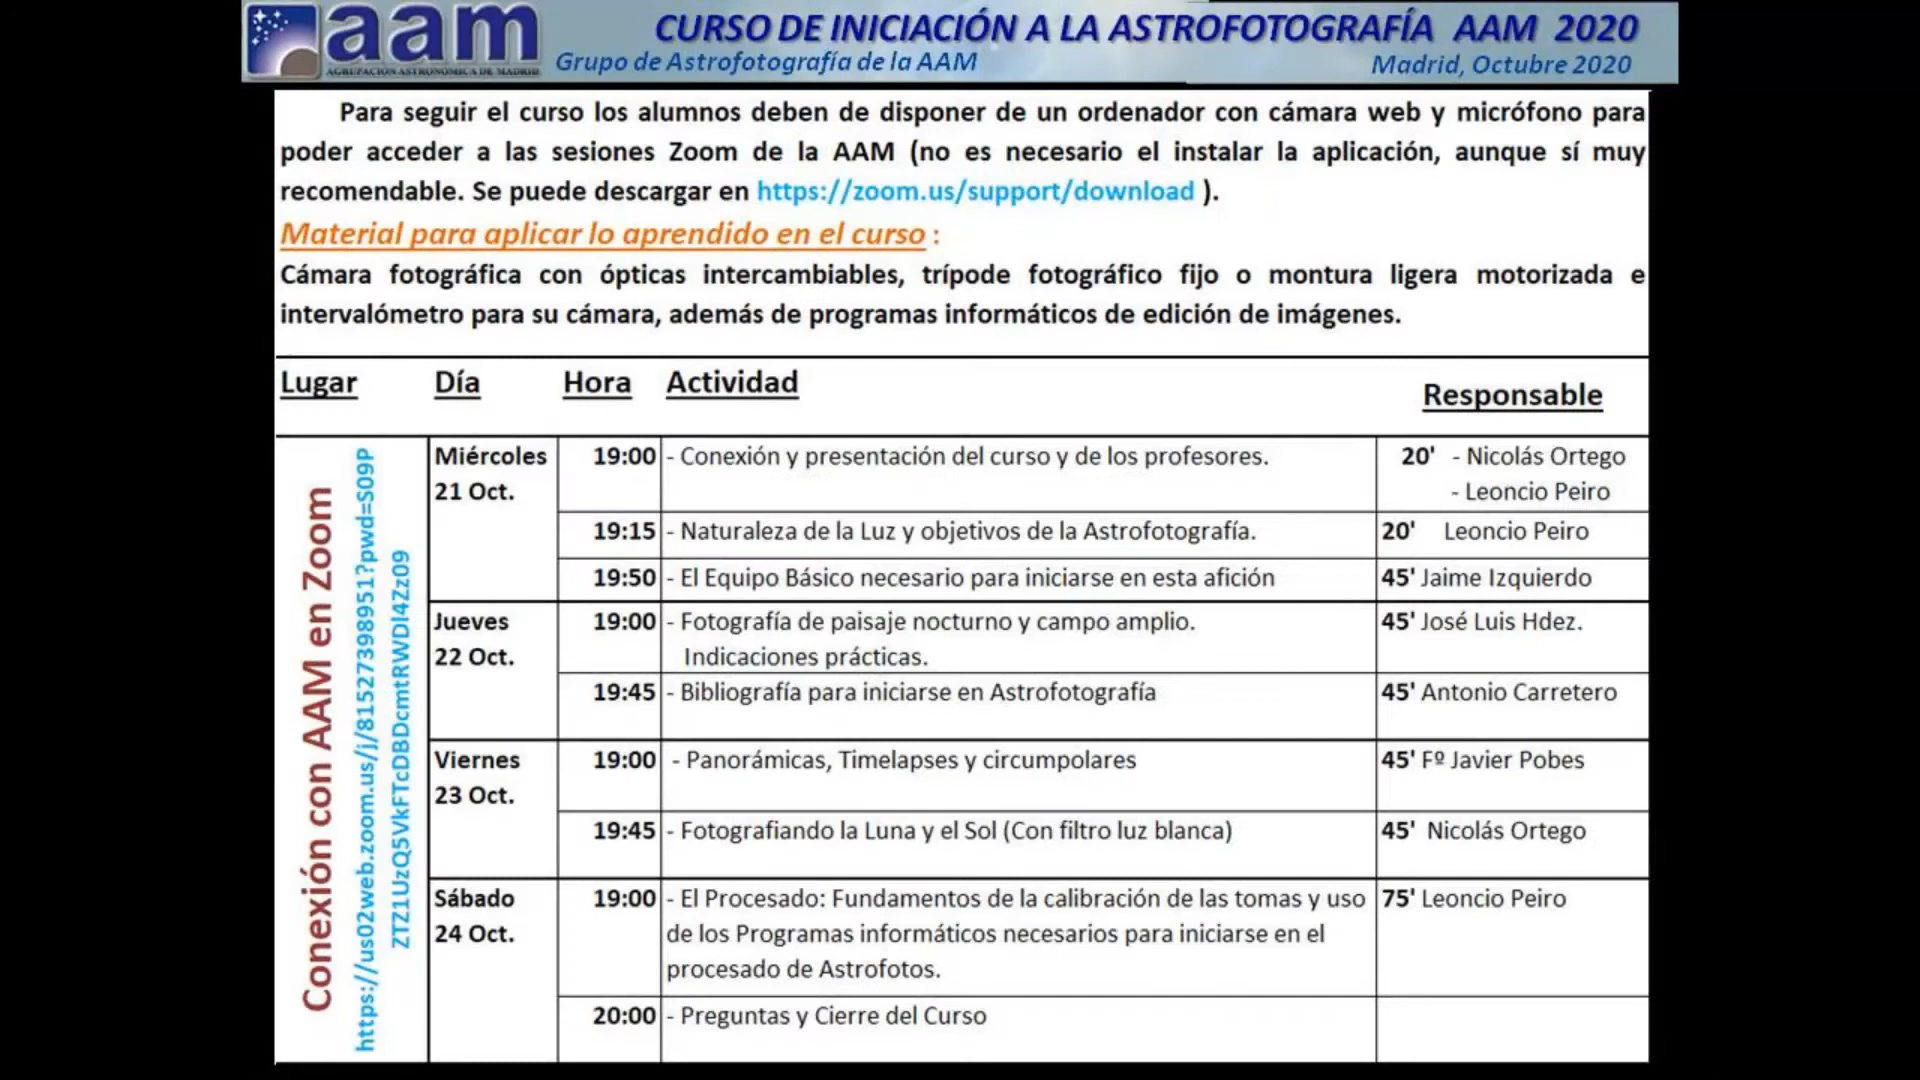 aam
AGRUPACIÓN ASTRONÓMICA DE MADRID
CURSO DE INICIACIÓN A LA ASTROFOTOGRAFÍA AAM 2020
Grupo de Astrofotografía de la AAM
Madrid, Octubre 2020
Para seguir el curso los alumnos deben de disponer de un ordenador con cámara web y micrófono para
poder acceder a las sesiones Zoom de la AAM (no es necesario el instalar la aplicación, aunque sí muy
recomendable. Se puede descargar en https://zoom.us/support/download ).
Material para aplicar lo aprendido en el curso :
Cámara fotográfica con ópticas intercambiables, trípode fotográfico fijo o montura ligera motorizada e
intervalómetro para su cámara, además de programas informáticos de edición de imágenes.
Lugar Día Hora Actividad Responsable
Conexión con AAM en Zoom
https://us02web.zoom.us/j/81527398951?pwd=S09P
ZTZ1UzQ5VkFTcDBDcmtRWDl4Zz09
Miércoles 19:00 - Conexión y presentación del curso y de los profesores. 20' - Nicolás Ortego
21 Oct. - Leoncio Peiro
19:15 - Naturaleza de la Luz y objetivos de la Astrofotografía. 20' Leoncio Peiro
19:50 - El Equipo Básico necesario para iniciarse en esta afición 45' Jaime Izquierdo
Jueves 19:00 - Fotografía de paisaje nocturno y campo amplio. 45' José Luis Hdez.
22 Oct. Indicaciones prácticas.
19:45 - Bibliografía para iniciarse en Astrofotografía 45' Antonio Carretero
Viernes 19:00 - Panorámicas, Timelapses y circumpolares 45' Fº Javier Pobes
23 Oct.
19:45 - Fotografiando la Luna y el Sol (Con filtro luz blanca) 45' Nicolás Ortego
Sábado 19:00 - El Procesado: Fundamentos de la calibración de las tomas y uso 75' Leoncio Peiro
24 Oct. de los Programas informáticos necesarios para iniciarse en el
procesado de Astrofotos.
20:00 - Preguntas y Cierre del Curso